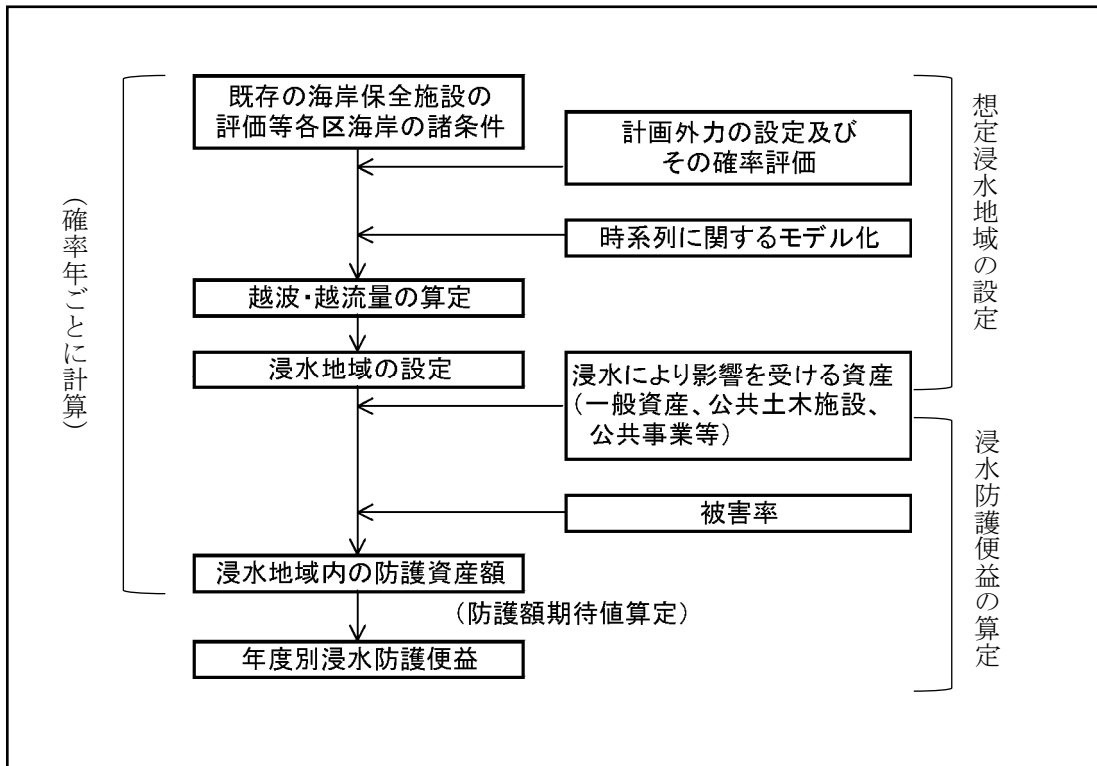 既存の海岸保全施設の
評価等各区海岸の諸条件
計画外力の設定及び
その確率評価
時系列に関するモデル化
越波・越流量の算定
浸水地域の設定
浸水により影響を受ける資産
（一般資産、公共土木施設、
公共事業等）
被害率
浸水地域内の防護資産額
（防護額期待値算定）
年度別浸水防護便益
（確率年ごとに計算）
想定浸水地域の設定
浸水防護便益の算定